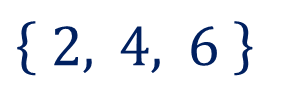 { 2, 4, 6 }